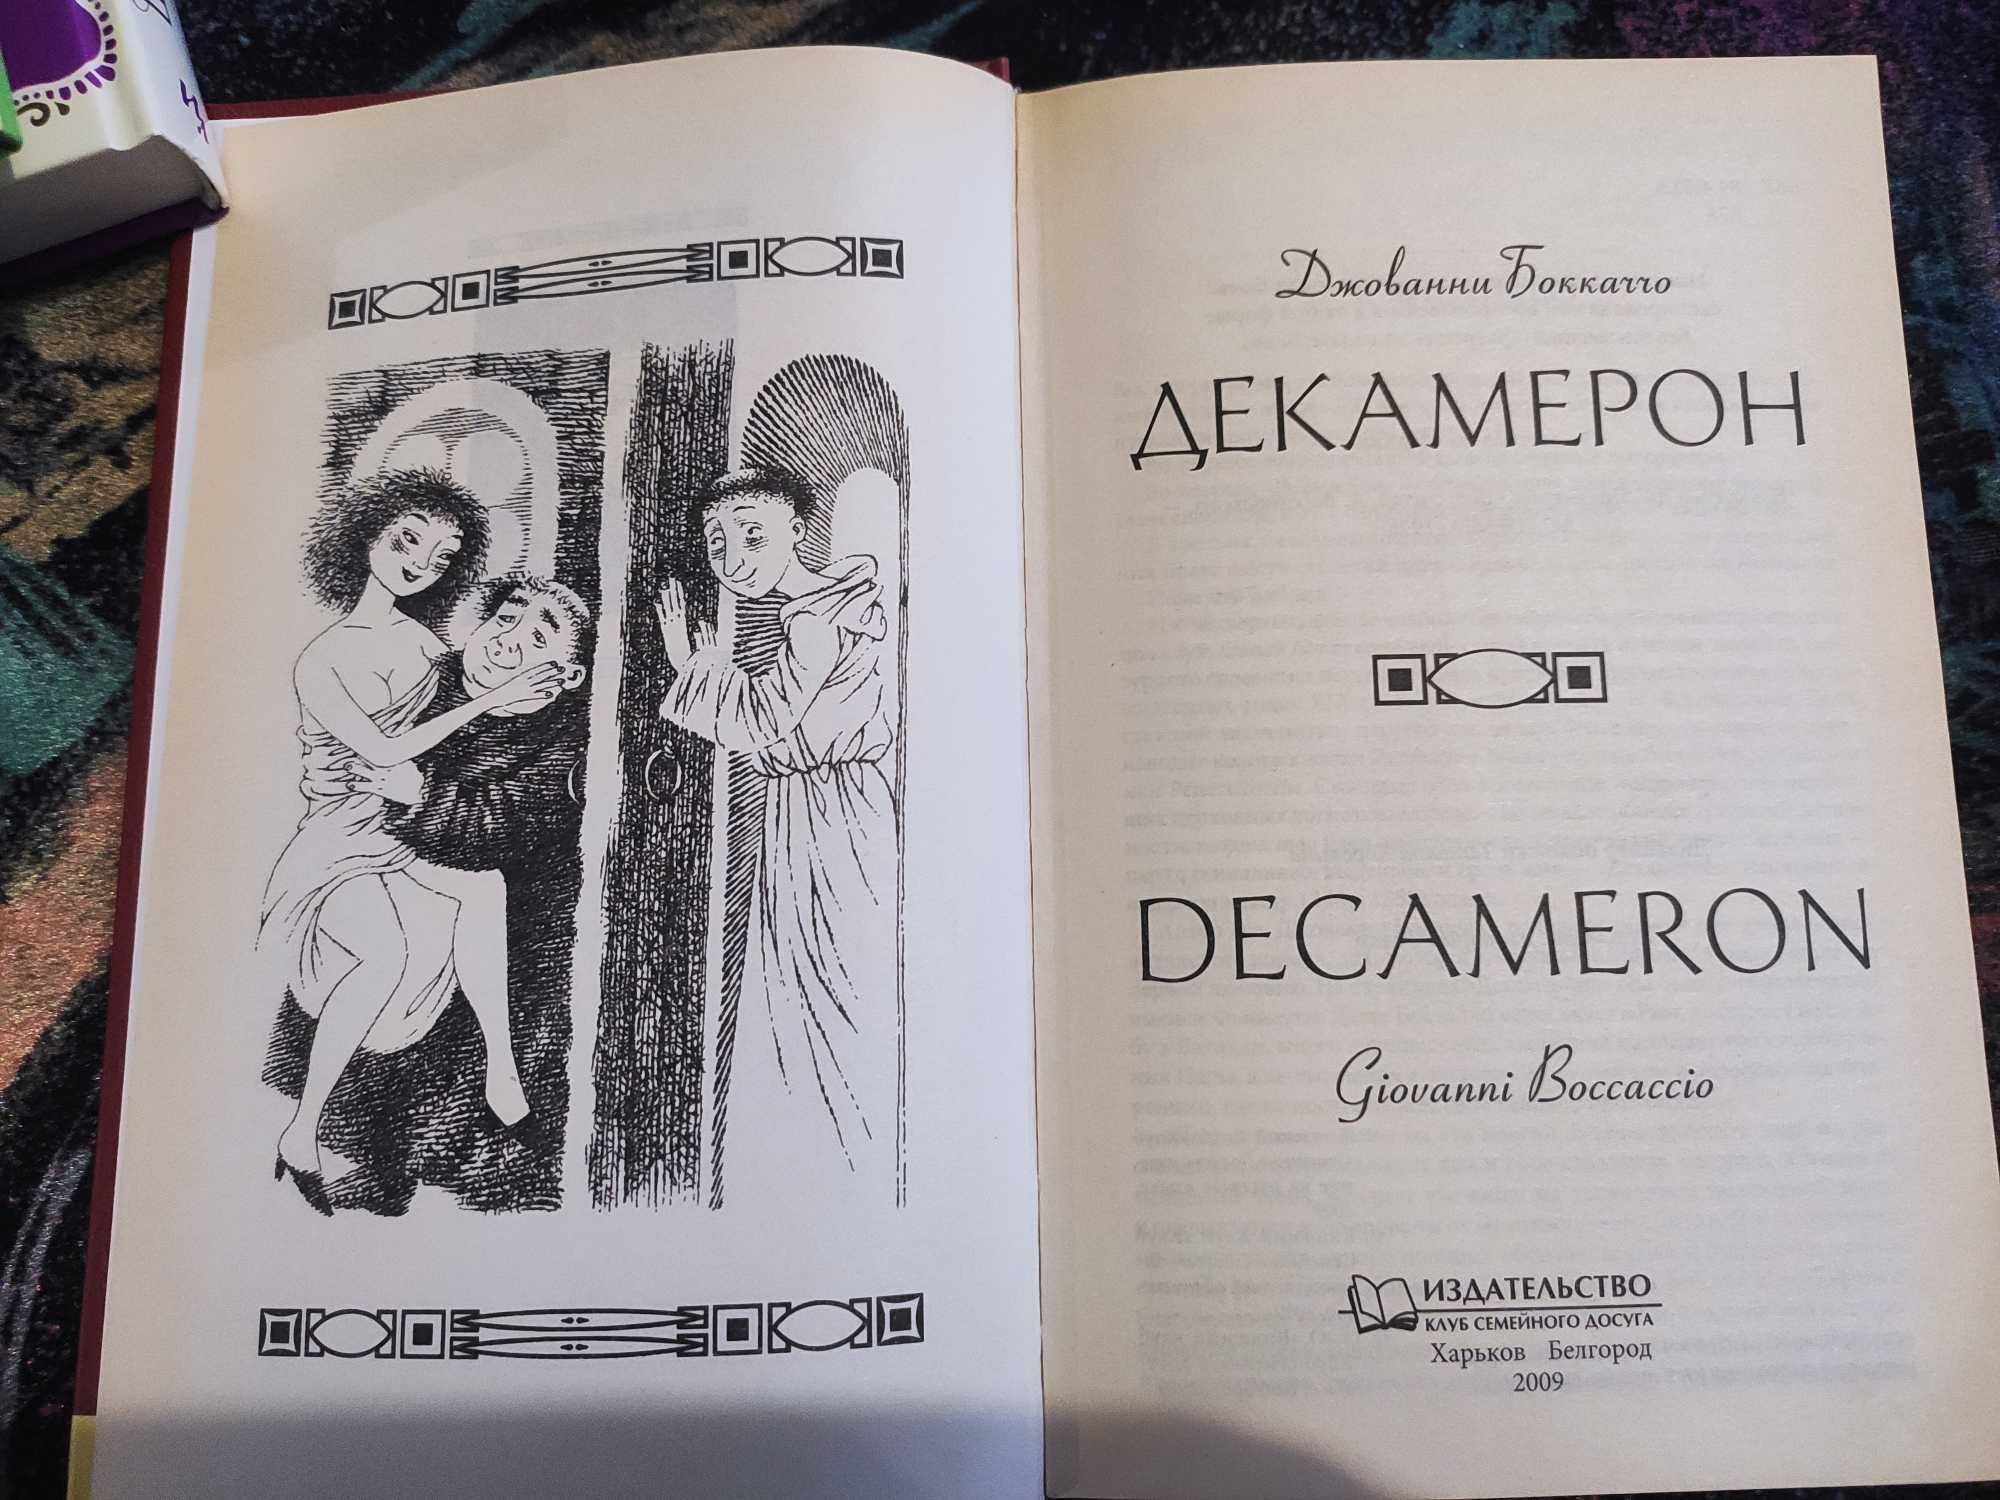 Джованни Боккаччо
ДЕКАМЕРОН
DECAMERON
Giovanni Boccaccio
ИЗДАТЕЛЬСТВО
КЛУБ СЕМЕЙНОГО ДОСУГА
Харьков Белгород
2009